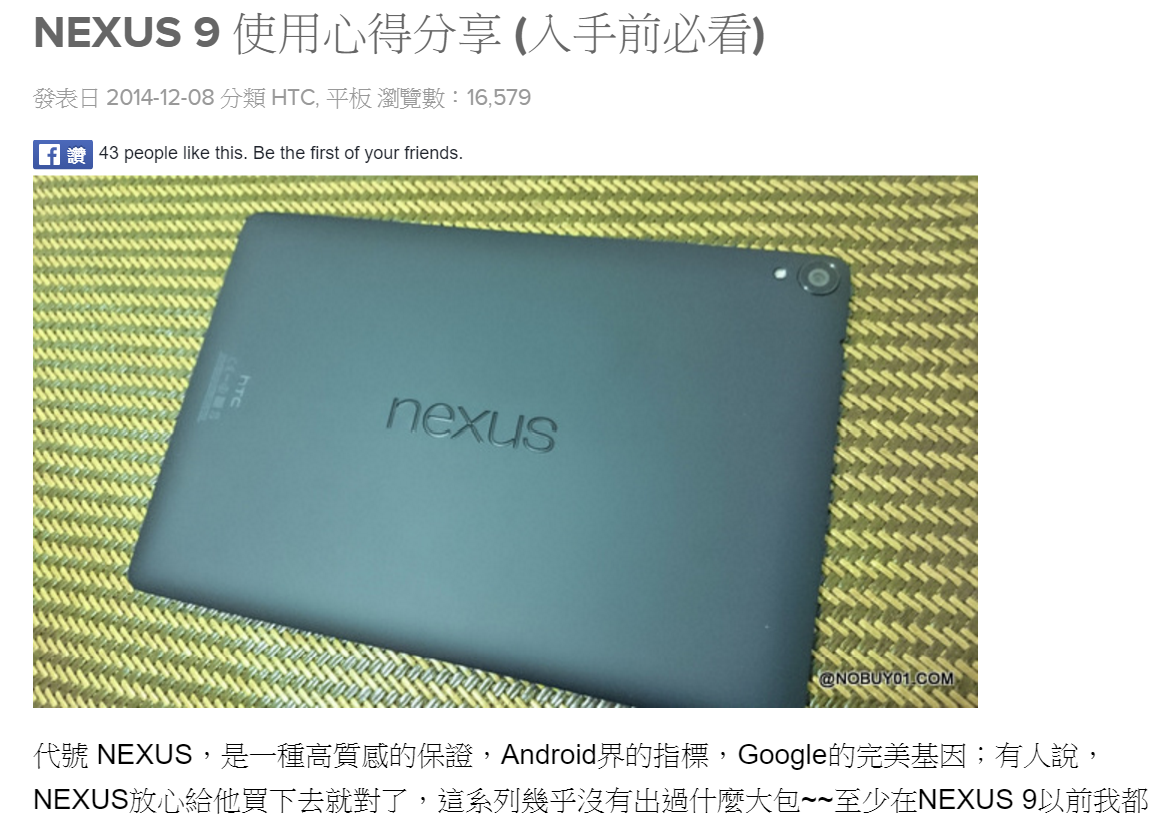 NEXUS 9 使用心得分享 (入手前必看)
發表日 2014-12-08 分類 HTC, 平板 瀏覽數：16,579
讚 43 people like this. Be the first of your friends.
hTC
nexus
@NOBUY01.COM
代號 NEXUS，是一種高質感的保證，Android界的指標，Google的完美基因；有人說，
NEXUS放心給他買下去就對了，這系列幾乎沒有出過什麼大包~~至少在NEXUS 9以前我都